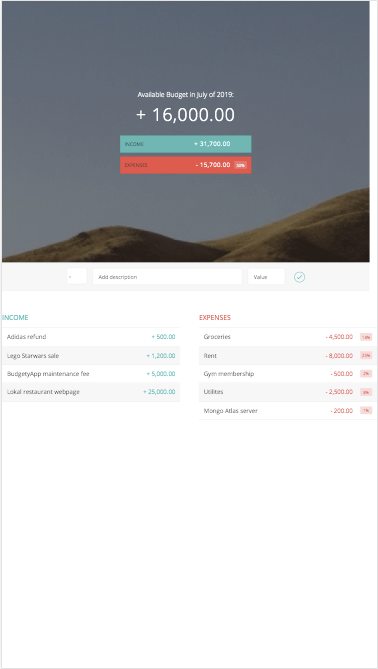 Available Budget in July of 2019:
+ 16,000.00
INCOME + 31,700.00
EXPENSES - 15,700.00
Add description Value
INCOME
Adidas refund + 500.00
Lego Starwars sale + 1,200.00
BudgetyApp maintenance fee + 5,000.00
Lokal restaurant webpage + 25,000.00
EXPENSES
Groceries - 4,500.00 14%
Rent - 8,000.00 25%
Gym membership - 500.00 2%
Utilites - 2,500.00 8%
Mongo Atlas server - 200.00 1%